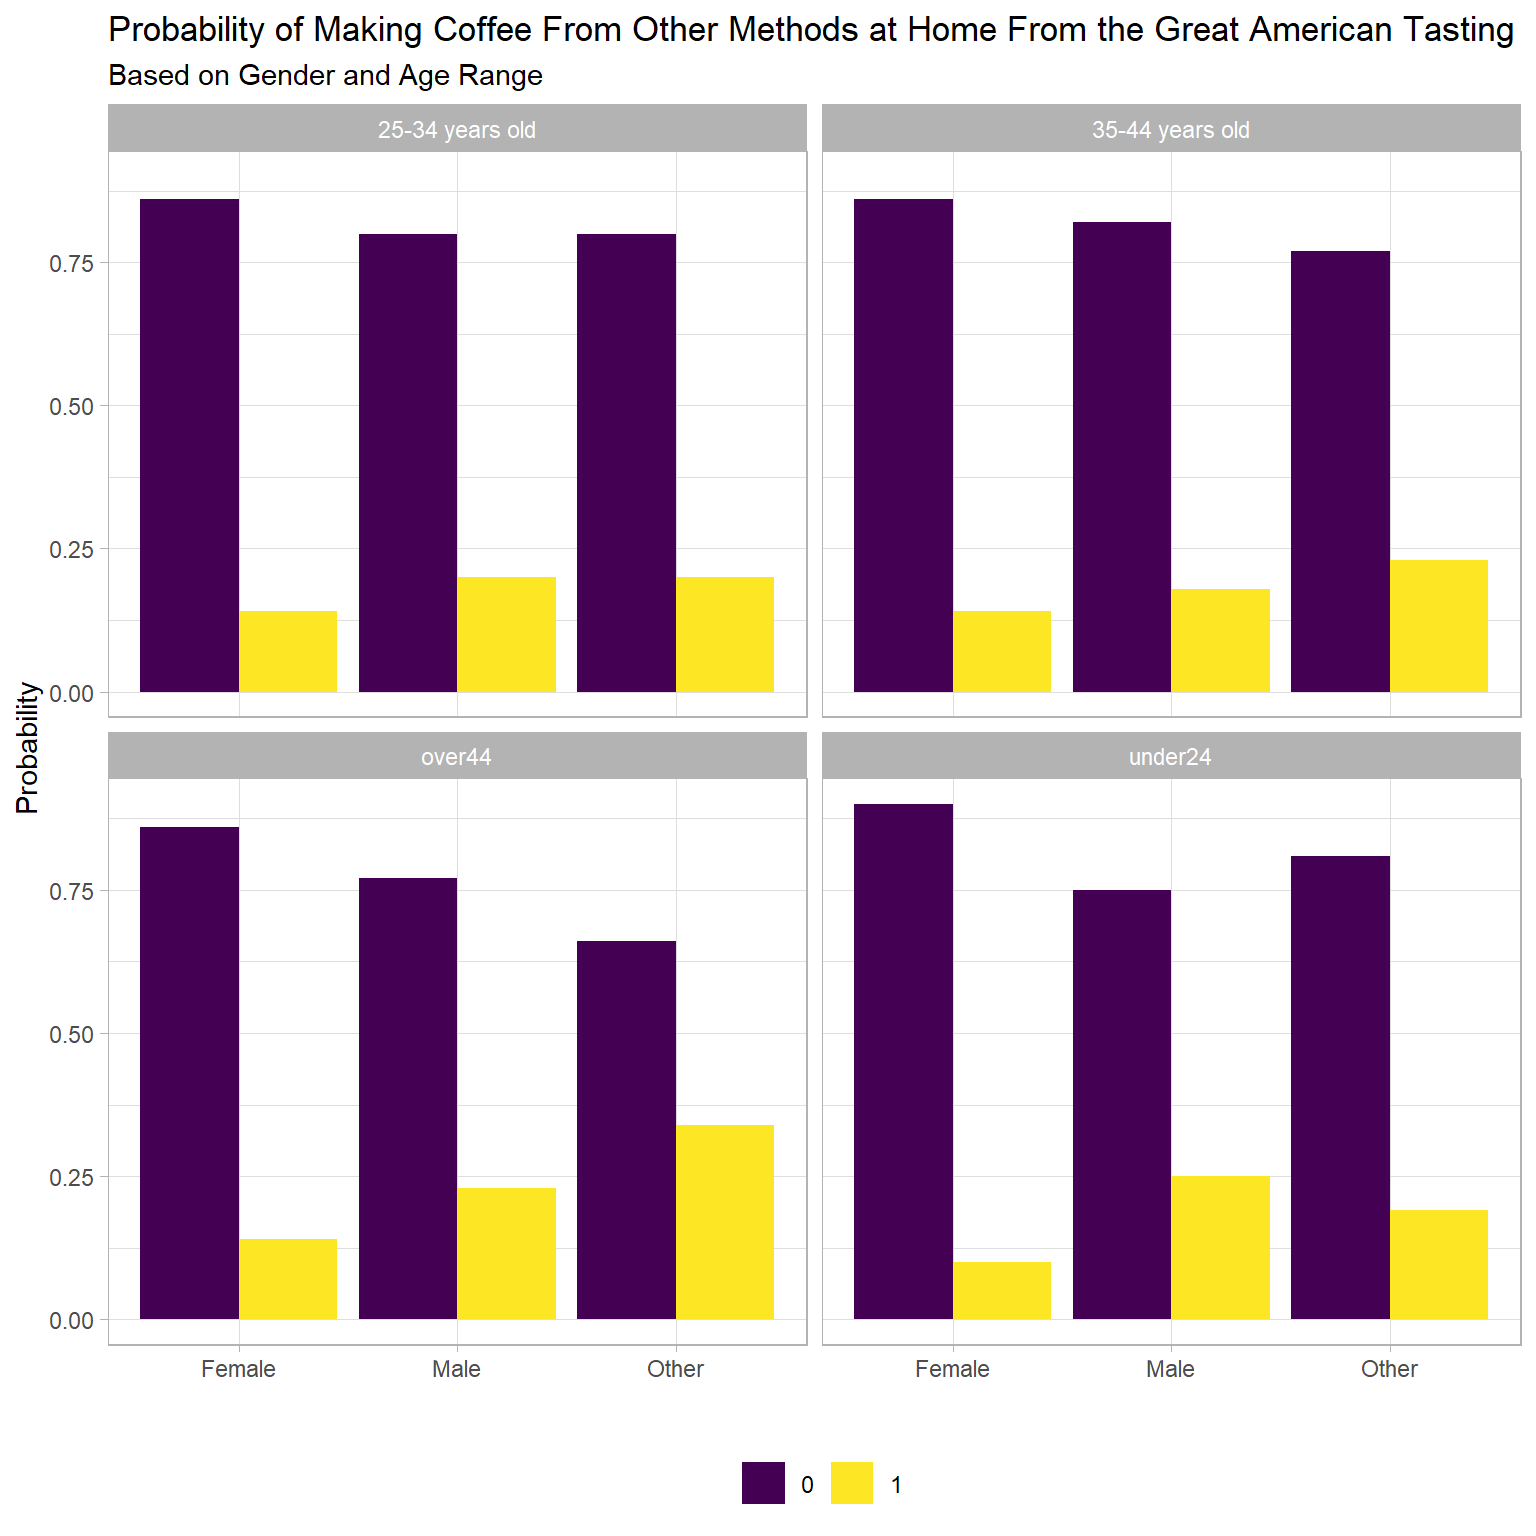 Probability of Making Coffee From Other Methods at Home From the Great American Tasting
Based on Gender and Age Range
25-34 years old
35-44 years old
0.75
0.50
0.25
0.00
Probability
over44
under24
0.75
0.50
0.25
0.00
Female Male Other
Female Male Other
0 1